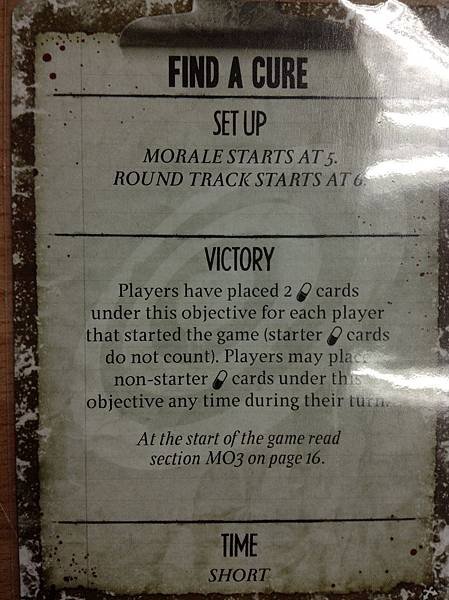 FIND A CURE
SET UP
MORALE STARTS AT 5.
ROUND TRACK STARTS AT 6.
VICTORY
Players have placed 2 cards
under this objective for each player
that started the game (starter cards
do not count). Players may place
non-starter cards under this
objective any time during their turn.
At the start of the game read
section MO3 on page 16.
TIME
SHORT